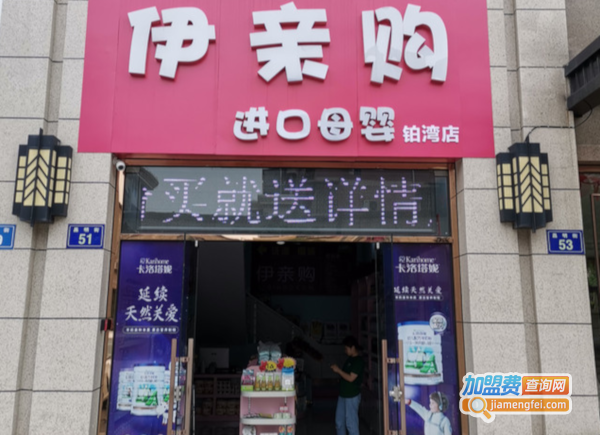 伊亲购
进口母婴 铂湾店
买就送详情
51
53
Karihome
卡洛塔妮
延续
天然关爱
Karihome
卡洛塔妮
延续
天然关爱
伊亲购
加盟费查询网
jiamengfei.com